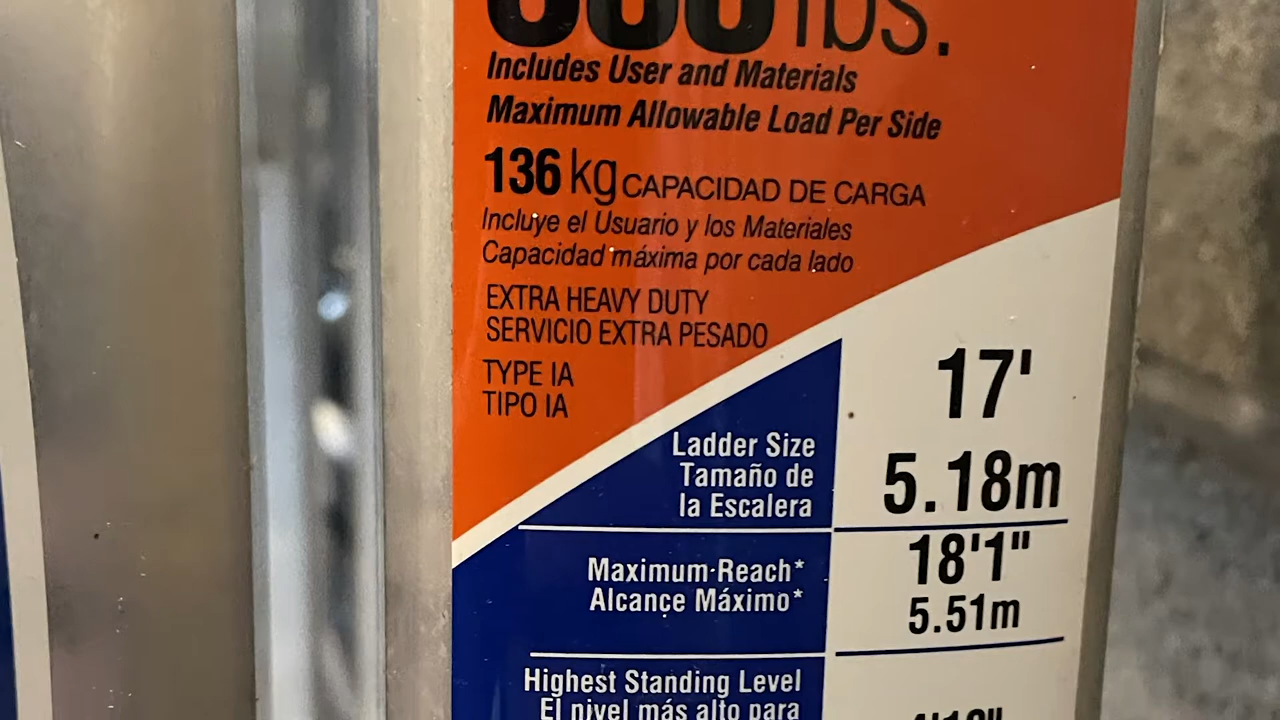 lbs.
Includes User and Materials
Maximum Allowable Load Per Side
136 kg CAPACIDAD DE CARGA
Incluye el Usuario y los Materiales
Capacidad máxima por cada lado
EXTRA HEAVY DUTY
SERVICIO EXTRA PESADO
TYPE IA
TIPO IA
Ladder Size
Tamaño de
la Escalera
17'
5.18m
Maximum Reach*
Alcance Máximo*
18'1"
5.51m
Highest Standing Level
El nivel más alto para